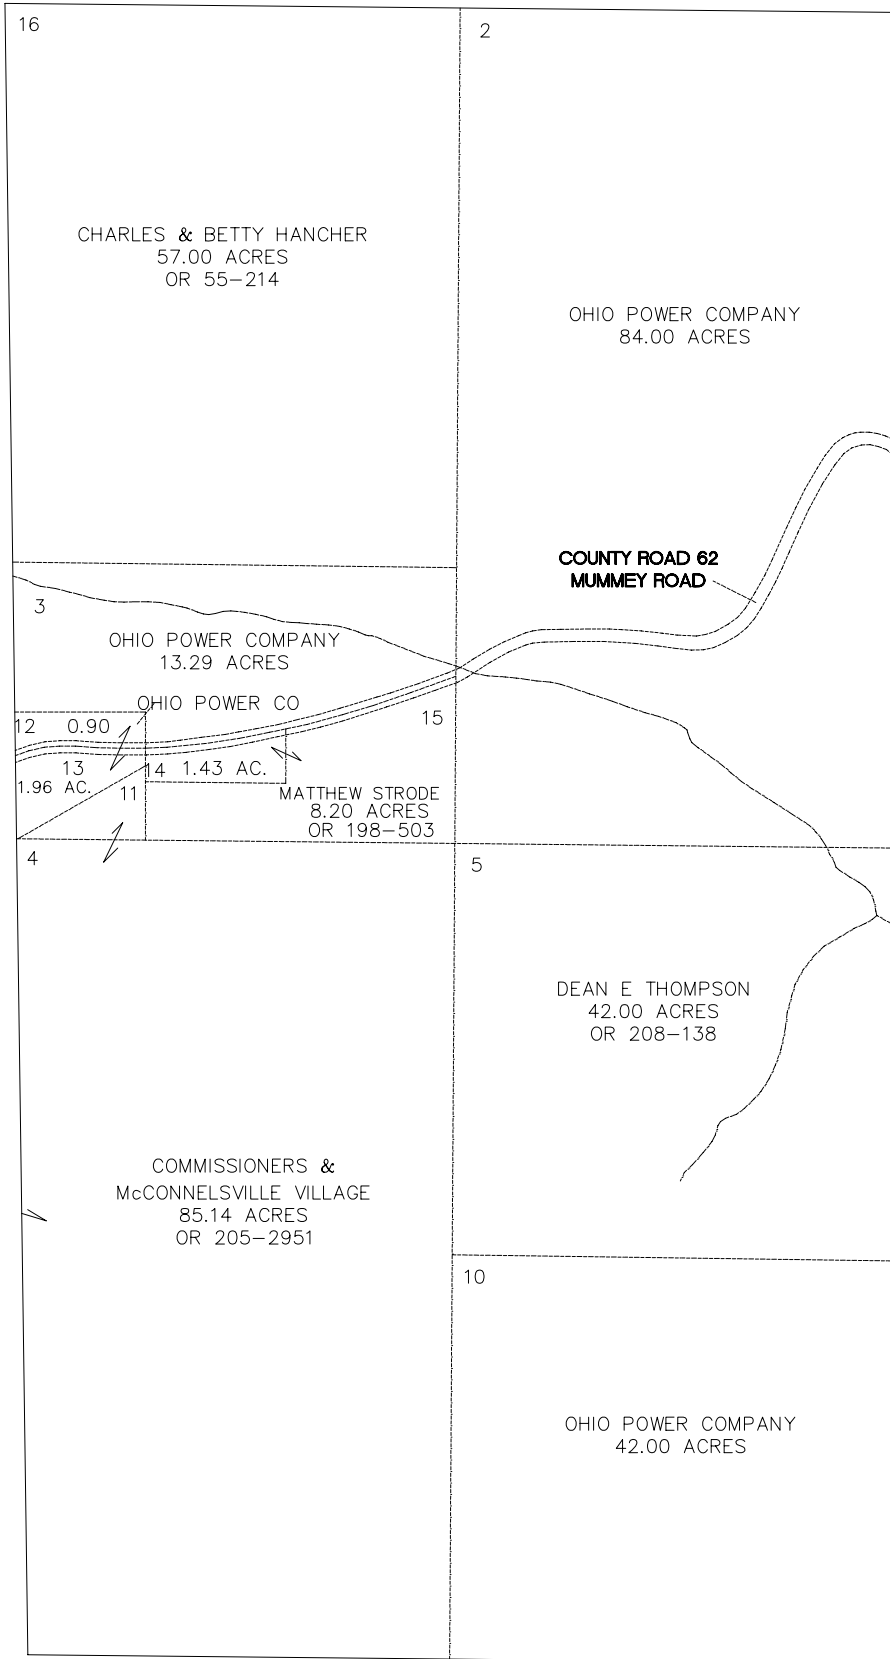 16
2
CHARLES & BETTY HANCHER
57.00 ACRES
OR 55-214
OHIO POWER COMPANY
84.00 ACRES
COUNTY ROAD 62
MUMMEY ROAD
3
OHIO POWER COMPANY
13.29 ACRES
OHIO POWER CO
12
0.90
15
13
1.96 AC.
14
1.43 AC.
11
MATTHEW STRODE
8.20 ACRES
OR 198-503
4
5
DEAN E THOMPSON
42.00 ACRES
OR 208-138
COMMISSIONERS &
McCONNELSVILLE VILLAGE
85.14 ACRES
OR 205-2951
10
OHIO POWER COMPANY
42.00 ACRES